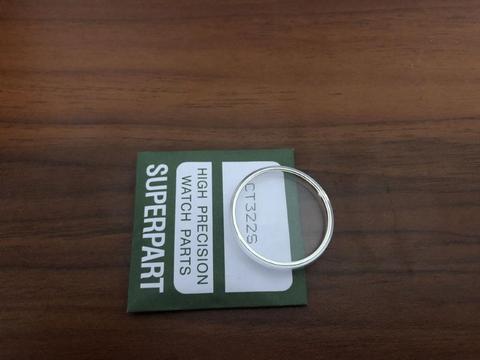 CT322S
HIGH PRECISION
WATCH PARTS
SUPERPART